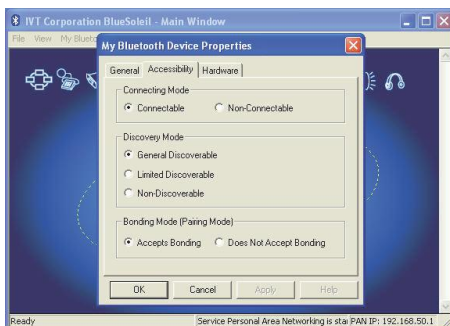 IVT Corporation BlueSoleil - Main Window
File View My Bluet
My Bluetooth Device Properties
General Accessibility Hardware
Connecting Mode
Connectable Non-Connectable
Discovery Mode
General Discoverable
Limited Discoverable
Non-Discoverable
Bonding Mode (Pairing Mode)
Accepts Bonding Does Not Accept Bonding
OK Cancel Apply Help
Ready Service Personal Area Networking is sta PAN IP: 192.168.50.1